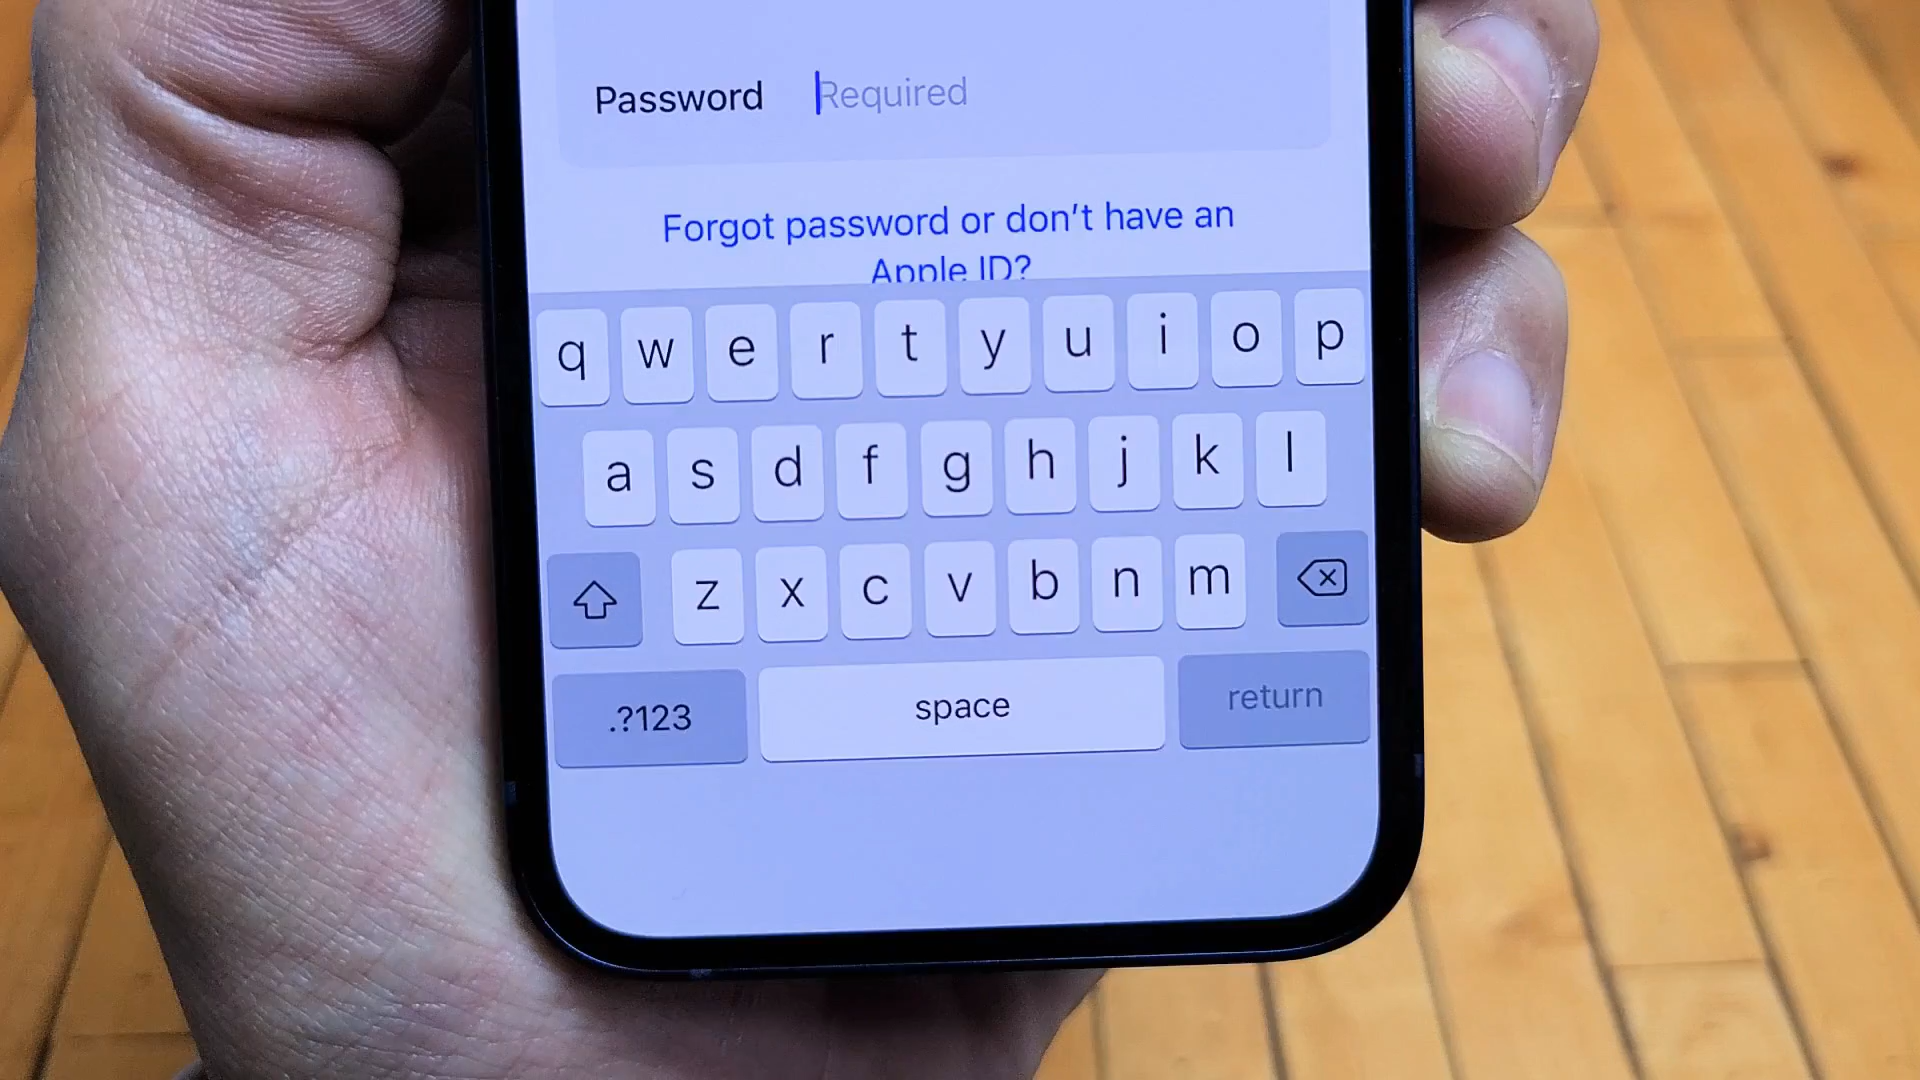 Password Required
Forgot password or don't have an
Apple ID?
q w e r t y u i o p
a s d f g h j k l
z x c v b n m
.?123 space return